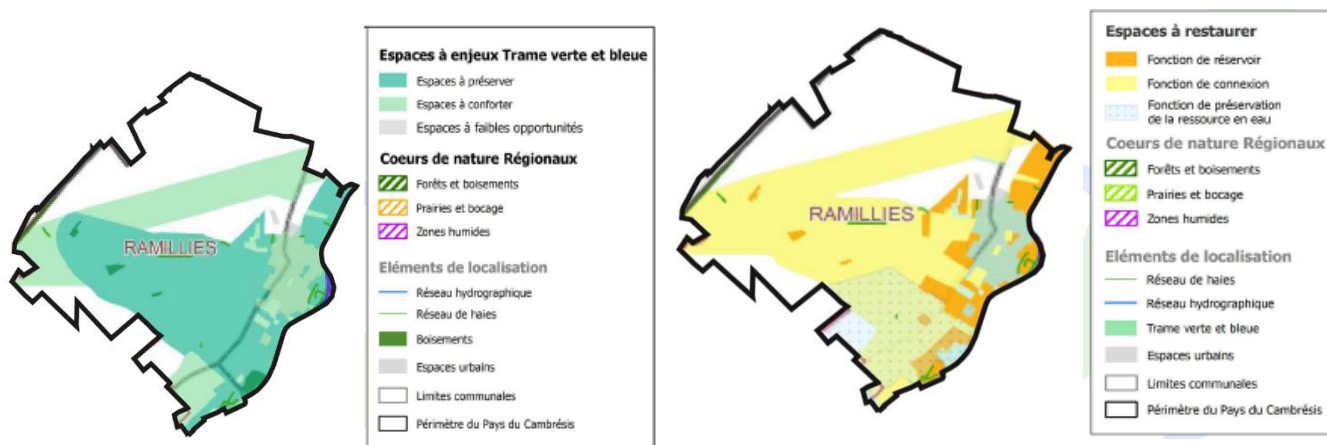 RAMILLIES
Espaces à enjeux Trame verte et bleue
Espaces à préserver
Espaces à conforter
Espaces à faibles opportunités
Coeurs de nature Régionaux
Forêts et boisements
Prairies et bocage
Zones humides
Eléments de localisation
Réseau hydrographique
Réseau de haies
Boisements
Espaces urbains
Limites communales
Périmètre du Pays du Cambrésis
RAMILLIES
Espaces à restaurer
Fonction de réservoir
Fonction de connexion
Fonction de préservation
de la ressource en eau
Coeurs de nature Régionaux
Forêts et boisements
Prairies et bocage
Zones humides
Eléments de localisation
Réseau de haies
Réseau hydrographique
Trame verte et bleue
Espaces urbains
Limites communales
Périmètre du Pays du Cambrésis